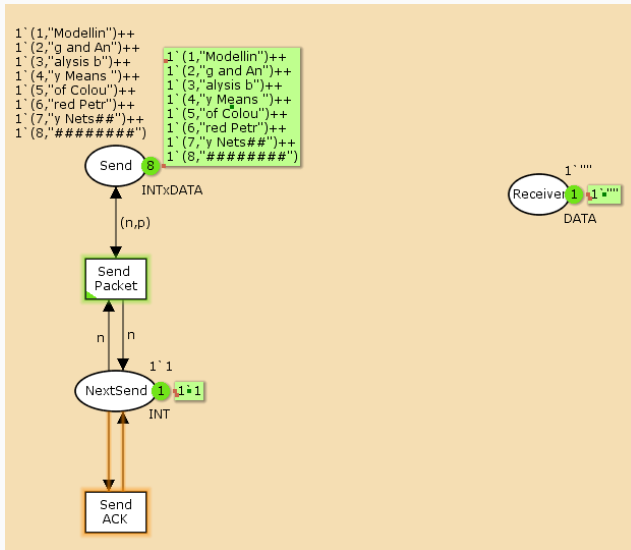 1`(1,"Modellin")++
1`(2,"g and An")++
1`(3,"alysis b")++
1`(4,"y Means ")++
1`(5,"of Colou")++
1`(6,"red Petr")++
1`(7,"y Nets##")++
1`(8,"########")
1`(1,"Modellin")++
1`(2,"g and An")++
1`(3,"alysis b")++
1`(4,"y Means ")++
1`(5,"of Colou")++
1`(6,"red Petr")++
1`(7,"y Nets##")++
1`(8,"########")
Send
8
INTxDATA
1`""
Receiver
1
1`""
DATA
(n,p)
Send
Packet
n
n
1`1
NextSend
1
1`1
INT
Send
ACK